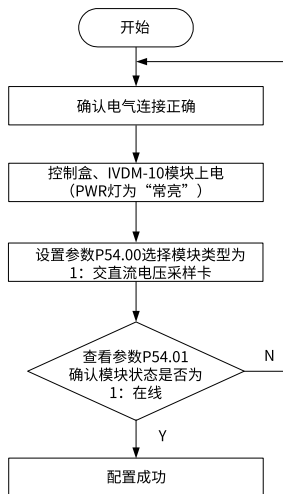 开始
确认电气连接正确
控制盒、IVDM-10模块上电
（PWR灯为“常亮”）
设置参数P54.00选择模块类型为
1：交直流电压采样卡
查看参数P54.01
确认模块状态是否为
1：在线
N
Y
配置成功